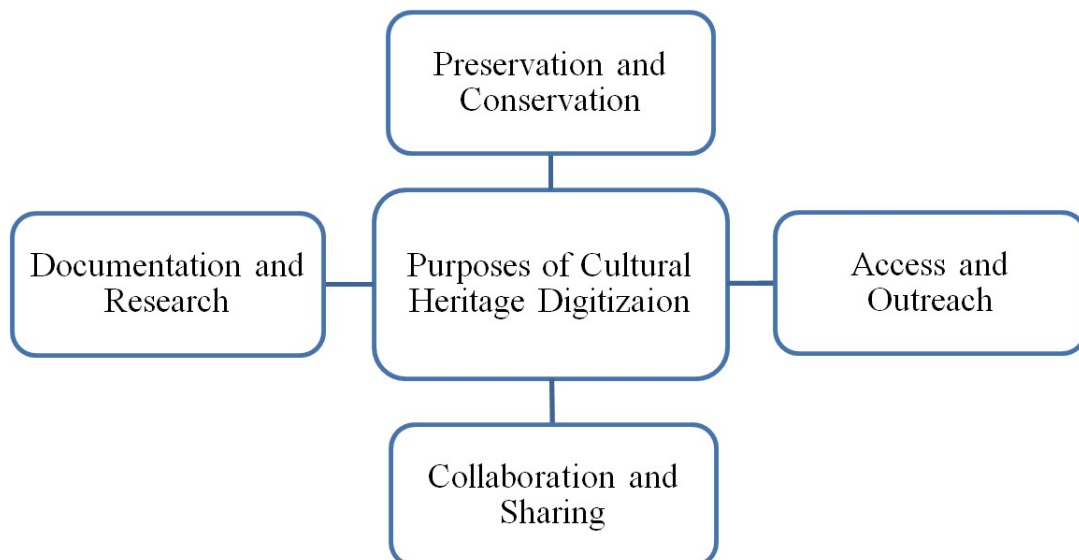 Preservation and
Conservation
Documentation and
Research
Purposes of Cultural
Heritage Digitizaion
Access and
Outreach
Collaboration and
Sharing